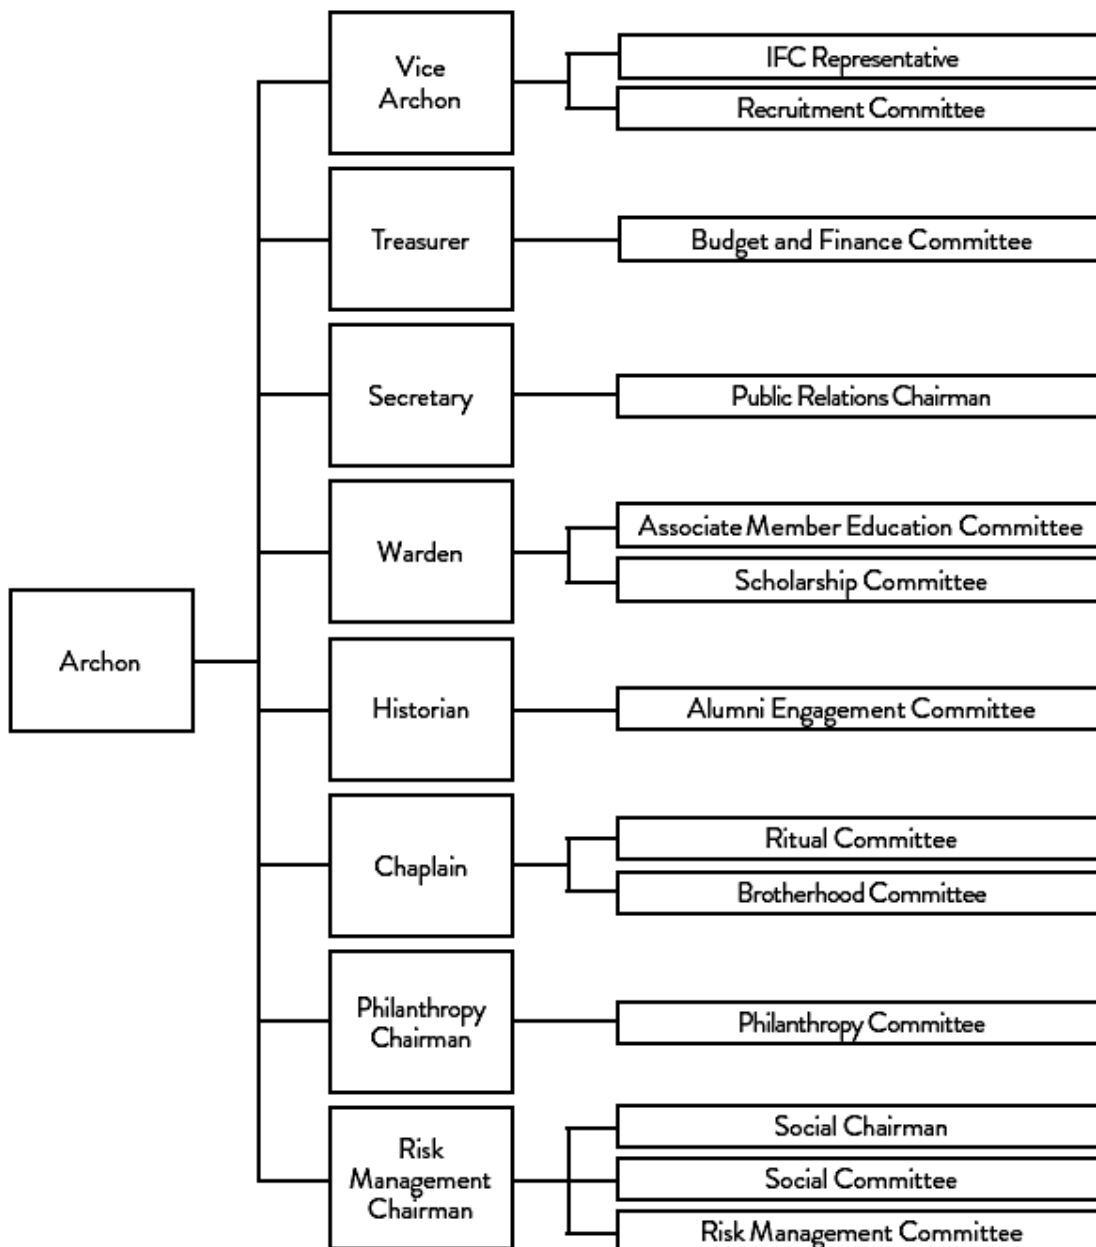 Vice
Archon
IFC Representative
Recruitment Committee
Treasurer
Budget and Finance Committee
Secretary
Public Relations Chairman
Warden
Associate Member Education Committee
Scholarship Committee
Archon
Historian
Alumni Engagement Committee
Chaplain
Ritual Committee
Brotherhood Committee
Philanthropy
Chairman
Philanthropy Committee
Risk
Management
Chairman
Social Chairman
Social Committee
Risk Management Committee